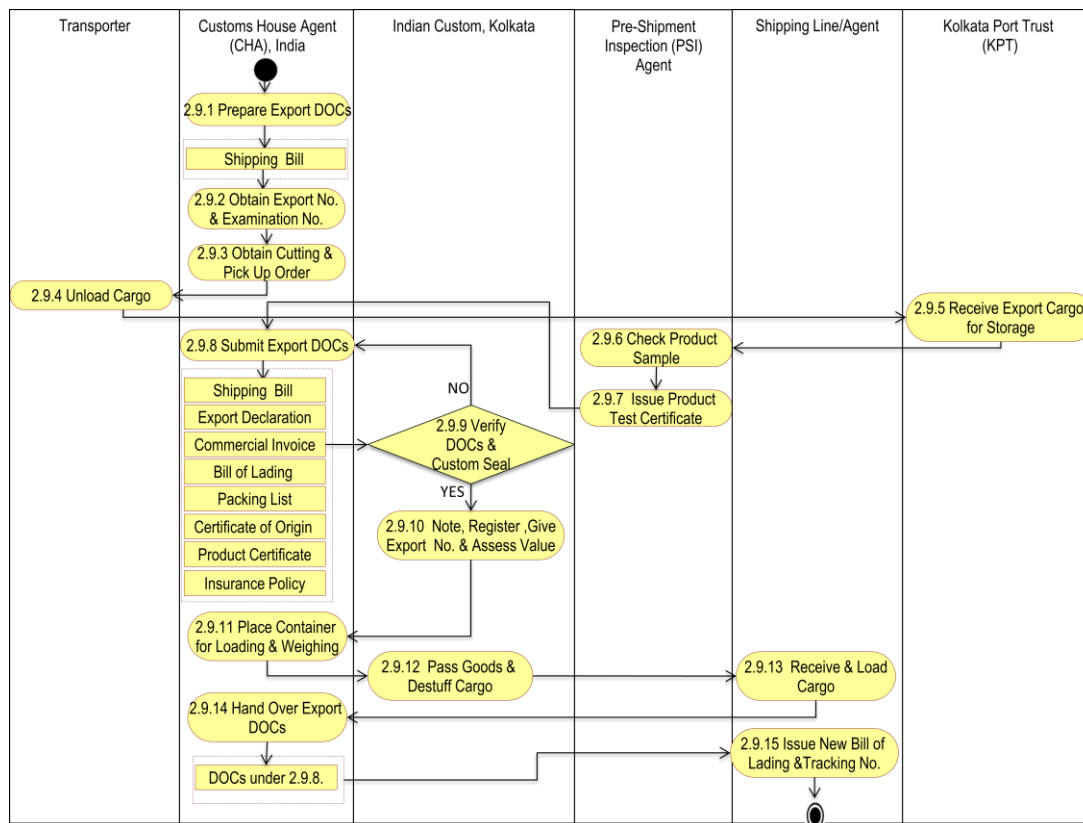 Transporter
Customs House Agent
(CHA), India
Indian Custom, Kolkata
Pre-Shipment
Inspection (PSI)
Agent
Shipping Line/Agent
Kolkata Port Trust
(KPT)
2.9.1 Prepare Export DOCs
Shipping Bill
2.9.2 Obtain Export No.
& Examination No.
2.9.3 Obtain Cutting &
Pick Up Order
2.9.4 Unload Cargo
2.9.5 Receive Export Cargo
for Storage
2.9.6 Check Product
Sample
2.9.7 Issue Product
Test Certificate
2.9.8 Submit Export DOCs
Shipping Bill
Export Declaration
Commercial Invoice
Bill of Lading
Packing List
Certificate of Origin
Product Certificate
Insurance Policy
NO
2.9.9 Verify
DOCs &
Custom Seal
YES
2.9.10 Note, Register ,Give
Export No. & Assess Value
2.9.11 Place Container
for Loading & Weighing
2.9.12 Pass Goods &
Destuff Cargo
2.9.13 Receive & Load
Cargo
2.9.14 Hand Over Export
DOCs
DOCs under 2.9.8.
2.9.15 Issue New Bill of
Lading &Tracking No.